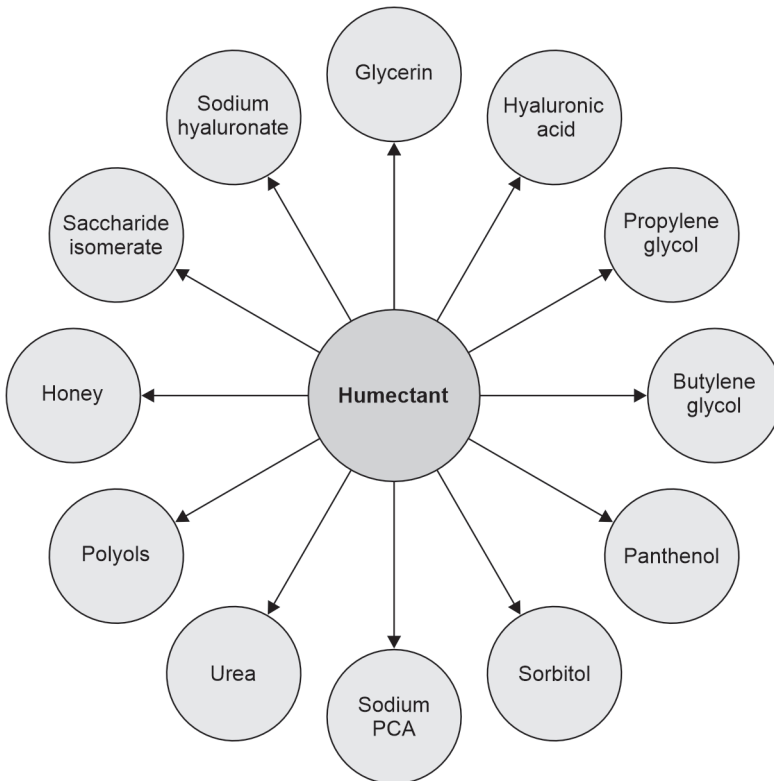 Glycerin
Hyaluronic
acid
Propylene
glycol
Butylene
glycol
Panthenol
Sorbitol
Sodium
PCA
Urea
Polyols
Honey
Saccharide
isomerate
Sodium
hyaluronate
Humectant